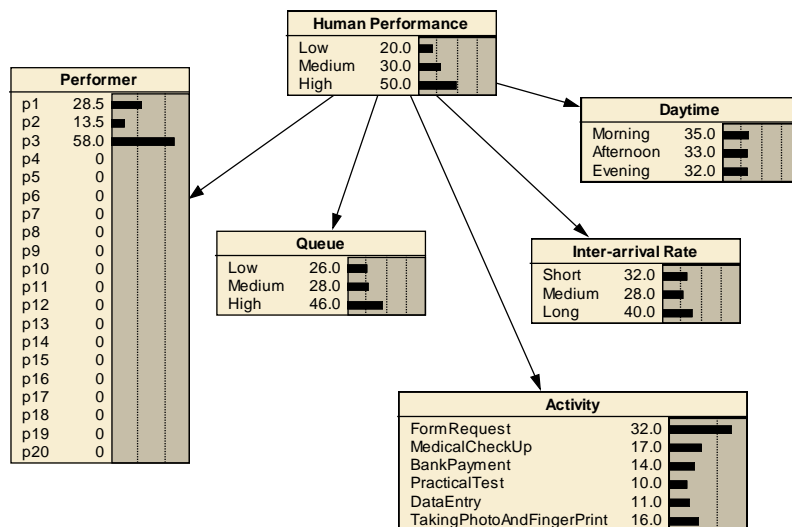 Human Performance
Low 20.0
Medium 30.0
High 50.0
Performer
p1 28.5
p2 13.5
p3 58.0
p4 0
p5 0
p6 0
p7 0
p8 0
p9 0
p10 0
p11 0
p12 0
p13 0
p14 0
p15 0
p16 0
p17 0
p18 0
p19 0
p20 0
Daytime
Morning 35.0
Afternoon 33.0
Evening 32.0
Queue
Low 26.0
Medium 28.0
High 46.0
Inter-arrival Rate
Short 32.0
Medium 28.0
Long 40.0
Activity
FormRequest 32.0
MedicalCheckUp 17.0
BankPayment 14.0
PracticalTest 10.0
DataEntry 11.0
TakingPhotoAndFingerPrint 16.0